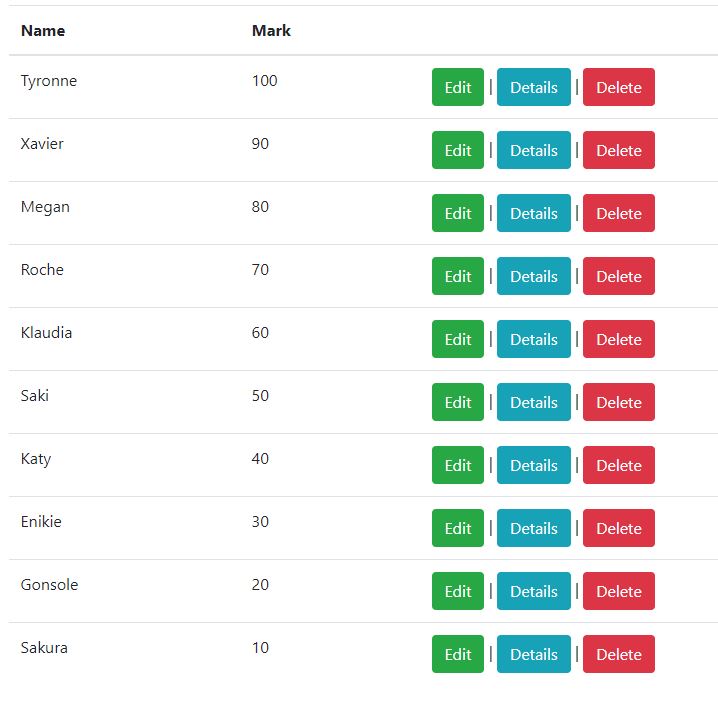 Name Mark
Tyronne 100 Edit | Details | Delete
Xavier 90 Edit | Details | Delete
Megan 80 Edit | Details | Delete
Roche 70 Edit | Details | Delete
Klaudia 60 Edit | Details | Delete
Saki 50 Edit | Details | Delete
Katy 40 Edit | Details | Delete
Enikie 30 Edit | Details | Delete
Gonsole 20 Edit | Details | Delete
Sakura 10 Edit | Details | Delete